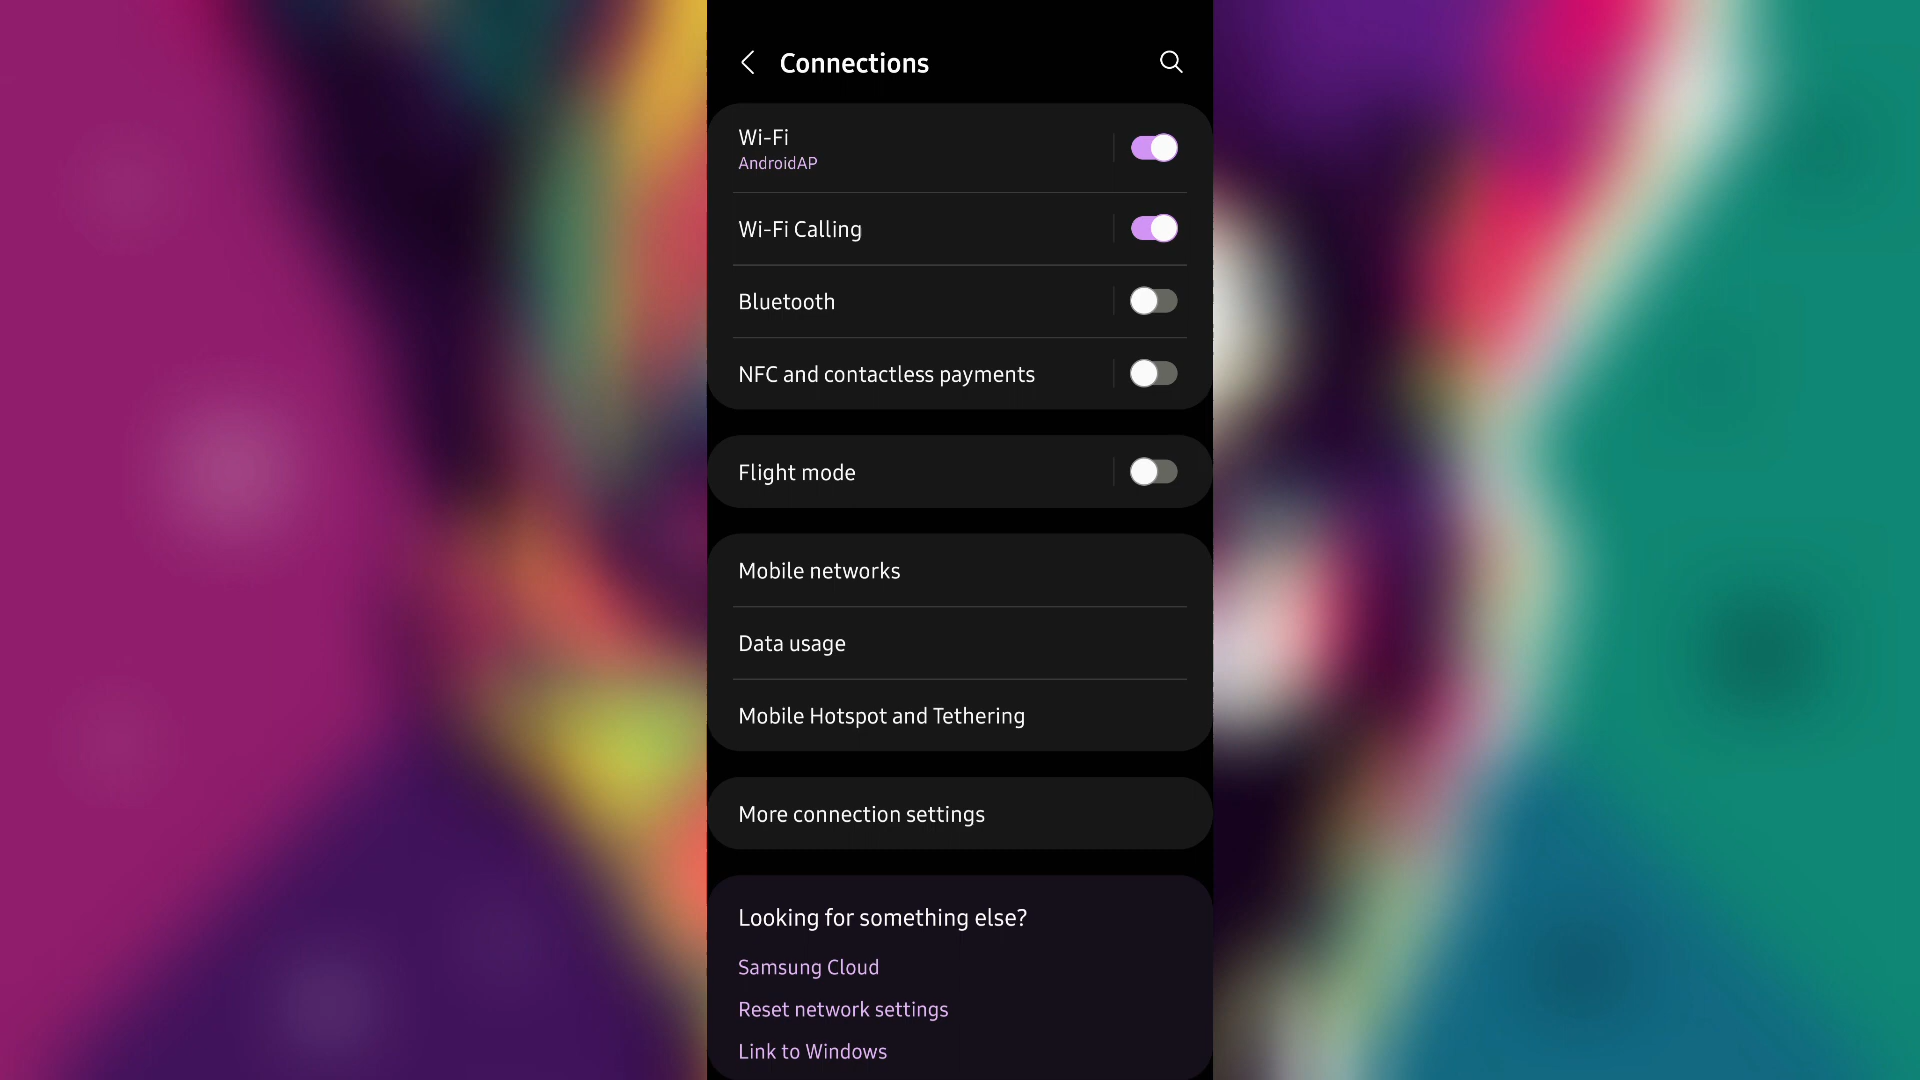 Connections
Wi-Fi
AndroidAP
Wi-Fi Calling
Bluetooth
NFC and contactless payments
Flight mode
Mobile networks
Data usage
Mobile Hotspot and Tethering
More connection settings
Looking for something else?
Samsung Cloud
Reset network settings
Link to Windows